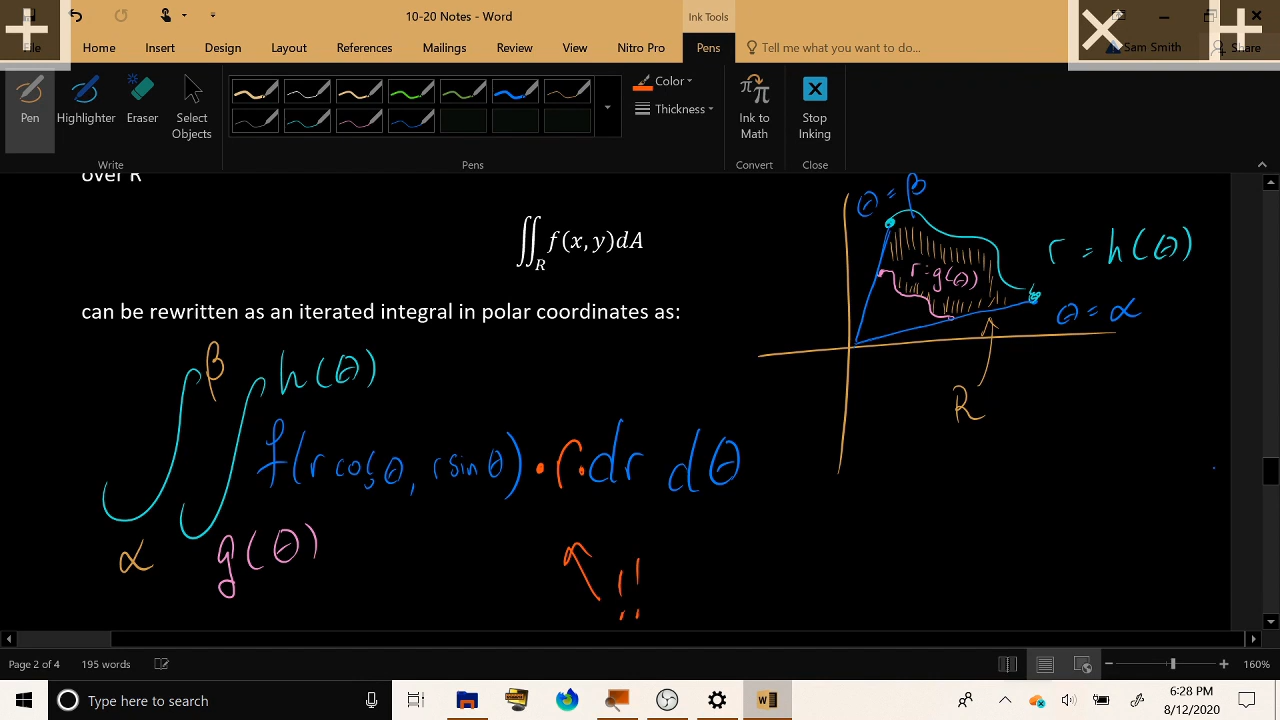 10-20 Notes - Word
Ink Tools
File Home Insert Design Layout References Mailings Review View Nitro Pro Pens Tell me what you want to do... Sam Smith Share
Pen Highlighter Eraser Select Objects Color Thickness Ink to Math Stop Inking
Write Pens Convert Close
over R
∬_R f(x, y)dA
can be rewritten as an iterated integral in polar coordinates as:
∫_α^β ∫_{g(θ)}^{h(θ)} f(r cos θ, r sin θ) · r · dr dθ
!!
θ = β
r = h(θ)
r = g(θ)
θ = α
R
Page 2 of 4 195 words 160%
Type here to search
6:28 PM
8/12/2020